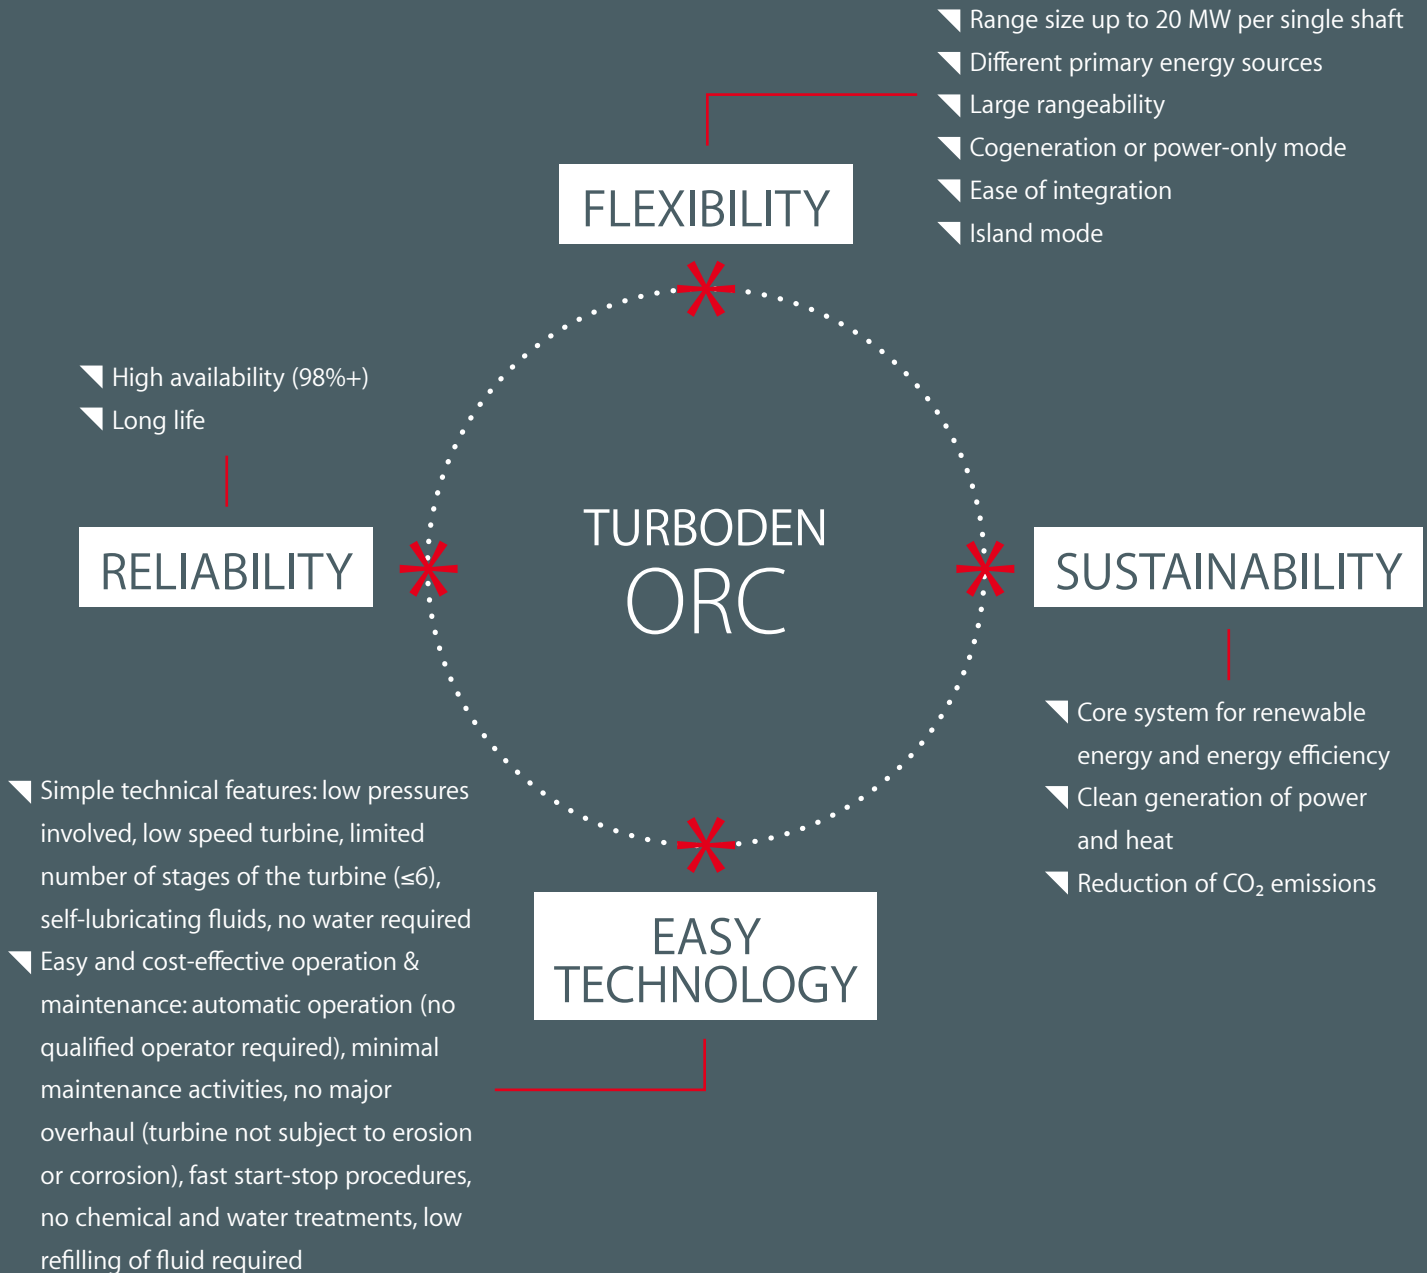 Range size up to 20 MW per single shaft
Different primary energy sources
Large rangeability
Cogeneration or power-only mode
Ease of integration
Island mode
FLEXIBILITY
High availability (98%+)
Long life
RELIABILITY
TURBODEN
ORC
SUSTAINABILITY
Core system for renewable
energy and energy efficiency
Clean generation of power
and heat
Reduction of CO₂ emissions
EASY
TECHNOLOGY
Simple technical features: low pressures
involved, low speed turbine, limited
number of stages of the turbine (≤6),
self-lubricating fluids, no water required
Easy and cost-effective operation &
maintenance: automatic operation (no
qualified operator required), minimal
maintenance activities, no major
overhaul (turbine not subject to erosion
or corrosion), fast start-stop procedures,
no chemical and water treatments, low
refilling of fluid required